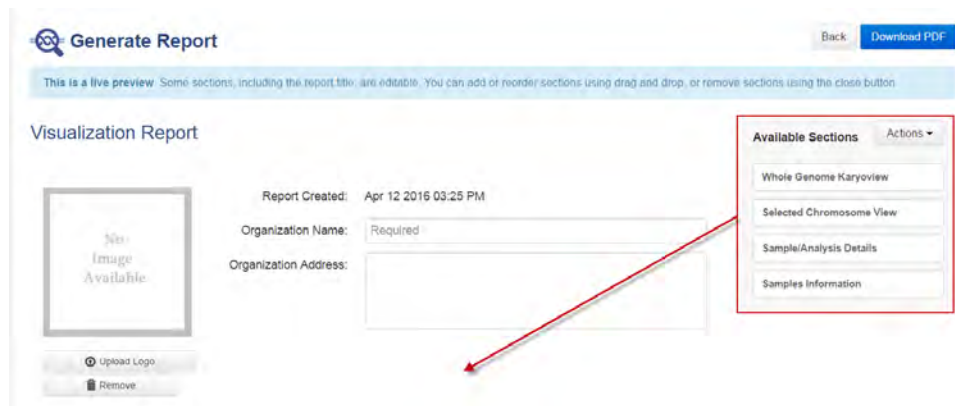 Generate Report
Back
Download PDF
This is a live preview. Some sections, including the report title, are editable. You can add or reorder sections using drag and drop, or remove sections using the close button.
Visualization Report
Available Sections
Actions
Whole Genome Karyoview
Selected Chromosome View
Sample/Analysis Details
Samples Information
Report Created: Apr 12 2016 03:25 PM
Organization Name: Required
Organization Address:
No
Image
Available
Upload Logo
Remove